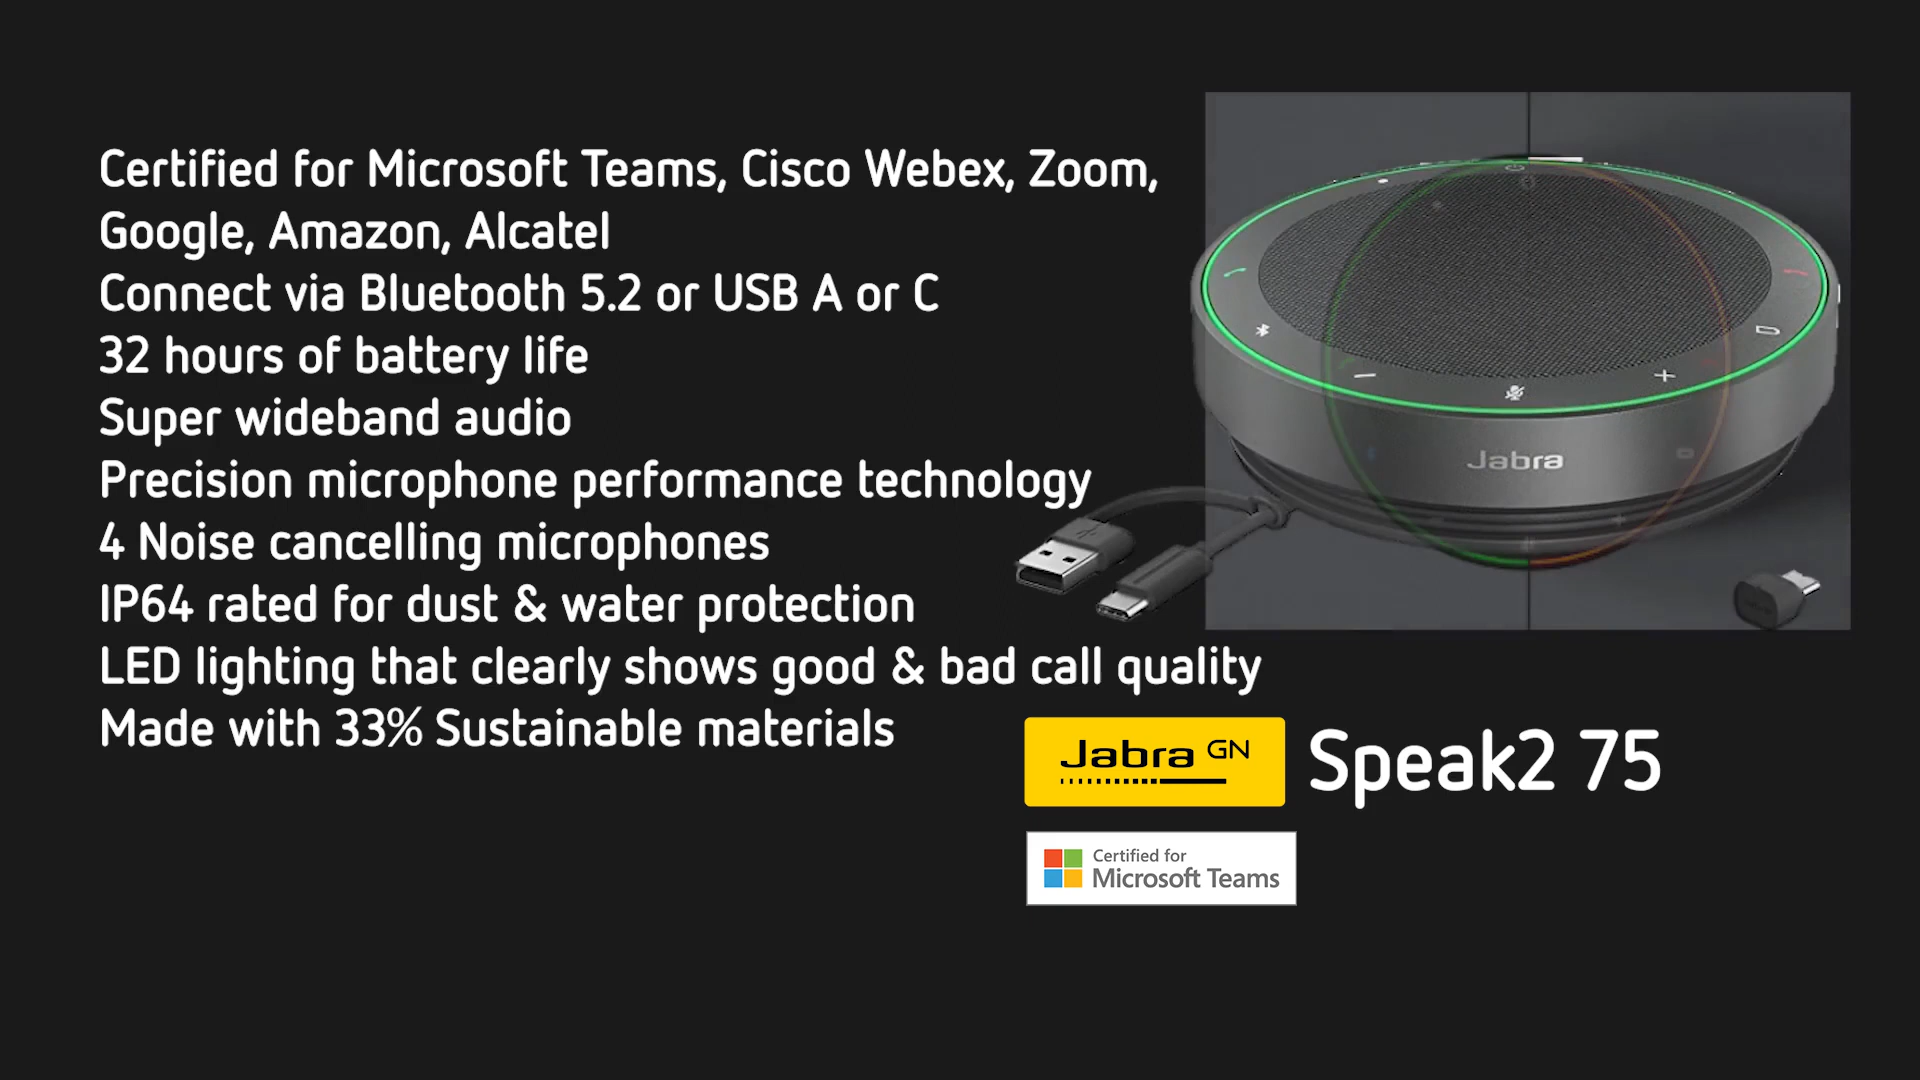 Certified for Microsoft Teams, Cisco Webex, Zoom,
Google, Amazon, Alcatel
Connect via Bluetooth 5.2 or USB A or C
32 hours of battery life
Super wideband audio
Precision microphone performance technology
4 Noise cancelling microphones
IP64 rated for dust & water protection
LED lighting that clearly shows good & bad call quality
Made with 33% Sustainable materials
Jabra
Jabra GN
Speak2 75
Certified for
Microsoft Teams